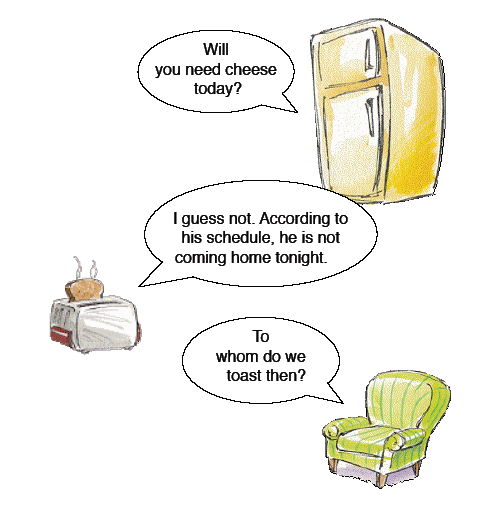 Will
you need cheese
today?
I guess not. According to
his schedule, he is not
coming home tonight.
To
whom do we
toast then?